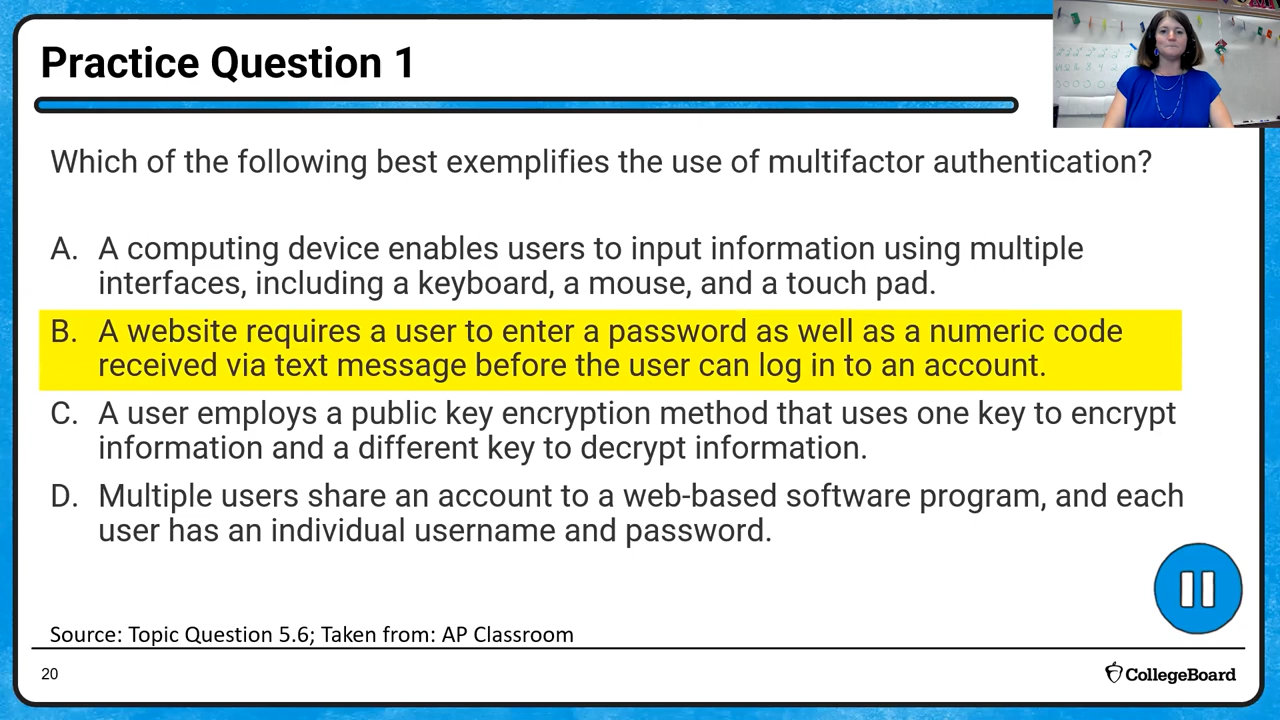 Practice Question 1
Which of the following best exemplifies the use of multifactor authentication?
A. A computing device enables users to input information using multiple
interfaces, including a keyboard, a mouse, and a touch pad.
B. A website requires a user to enter a password as well as a numeric code
received via text message before the user can log in to an account.
C. A user employs a public key encryption method that uses one key to encrypt
information and a different key to decrypt information.
D. Multiple users share an account to a web-based software program, and each
user has an individual username and password.
Source: Topic Question 5.6; Taken from: AP Classroom
20
CollegeBoard